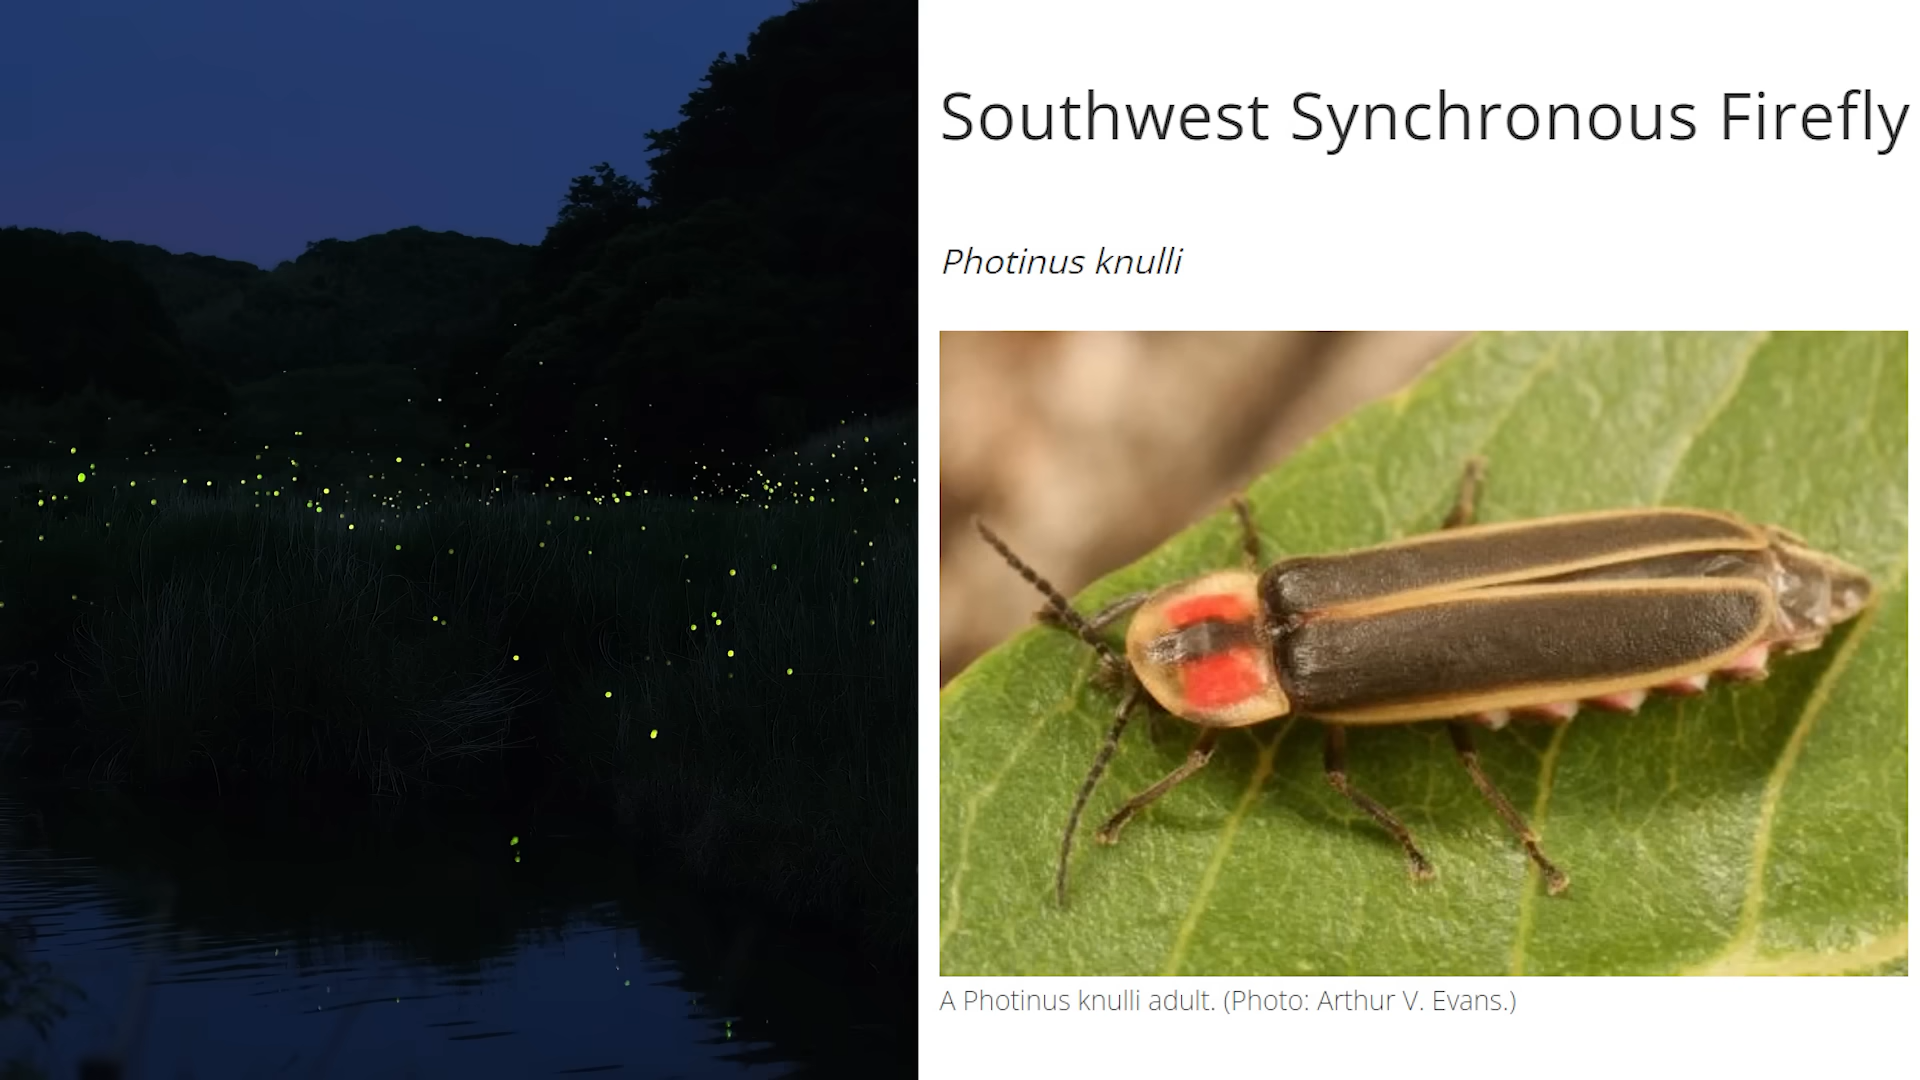 Southwest Synchronous Firefly
Photinus knulli
A Photinus knulli adult. (Photo: Arthur V. Evans.)